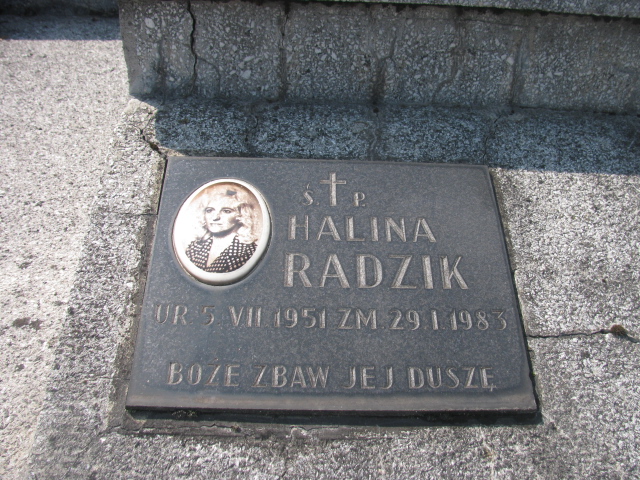 Ś † P.
HALINA
RADZIK
UR. 5. VII. 1951 ZM. 29. I. 1983
BOŻE ZBAW JEJ DUSZĘ